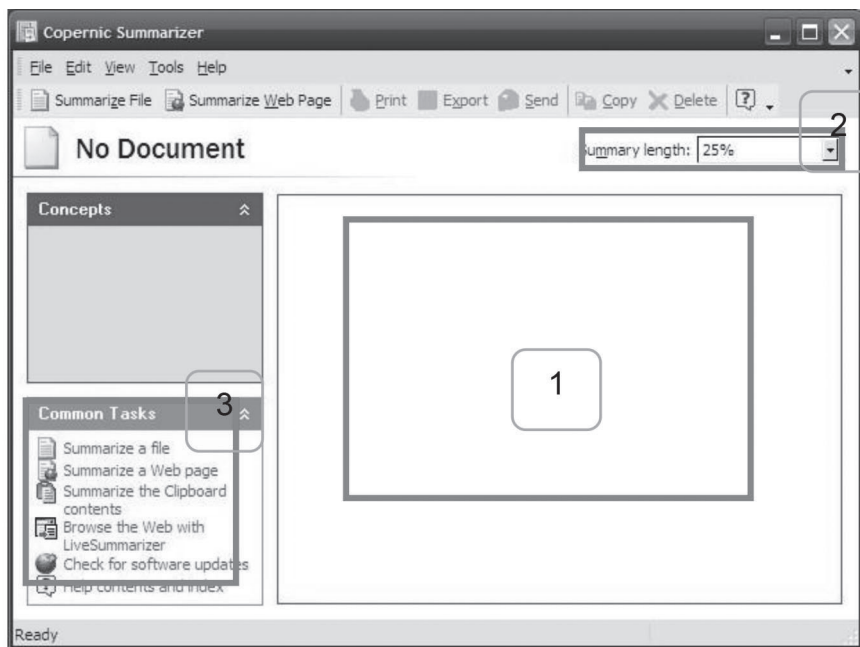 Copernic Summarizer
File Edit View Tools Help
Summarize File Summarize Web Page Print Export Send Copy Delete
No Document
Summary length: 25%
2
Concepts
1
Common Tasks
3
Summarize a file
Summarize a Web page
Summarize the Clipboard
contents
Browse the Web with
LiveSummarizer
Check for software updates
Help contents and index
Ready